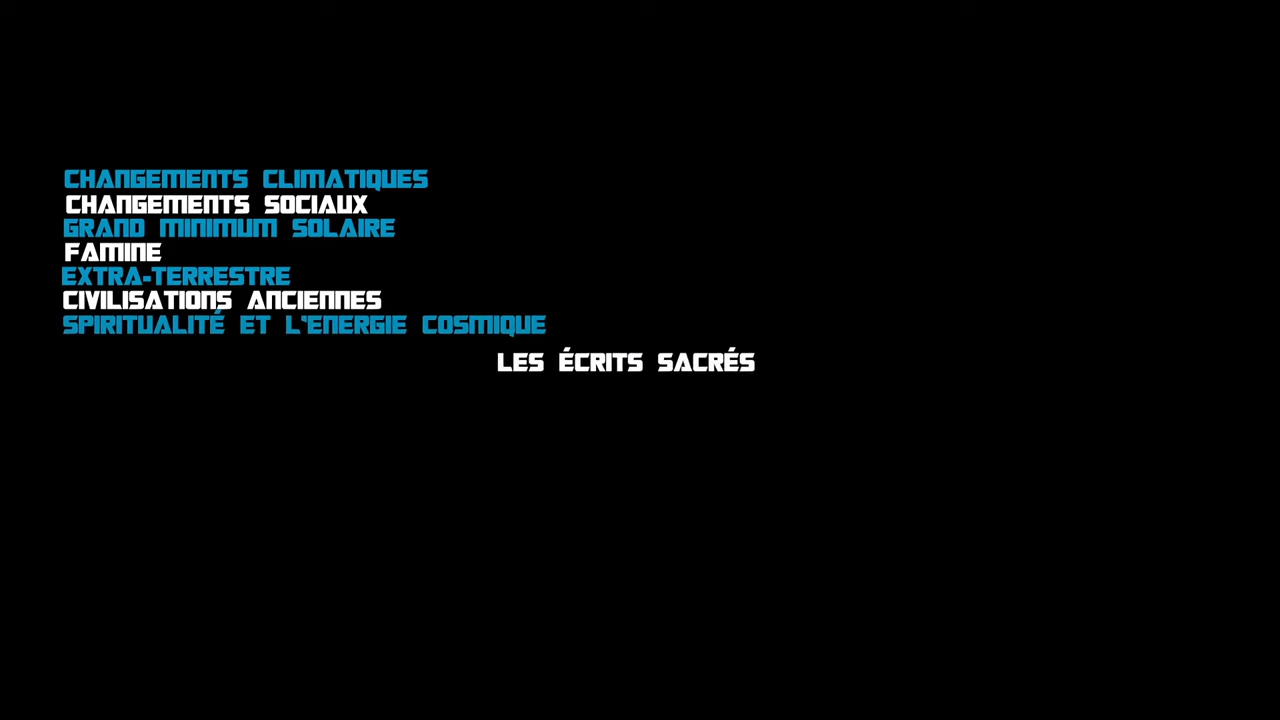 CHANGEMENTS CLIMATIQUES
CHANGEMENTS SOCIAUX
GRAND MINIMUM SOLAIRE
FAMINE
EXTRA-TERRESTRE
CIVILISATIONS ANCIENNES
SPIRITUALITÉ ET L'ENERGIE COSMIQUE
LES ÉCRITS SACRÉS